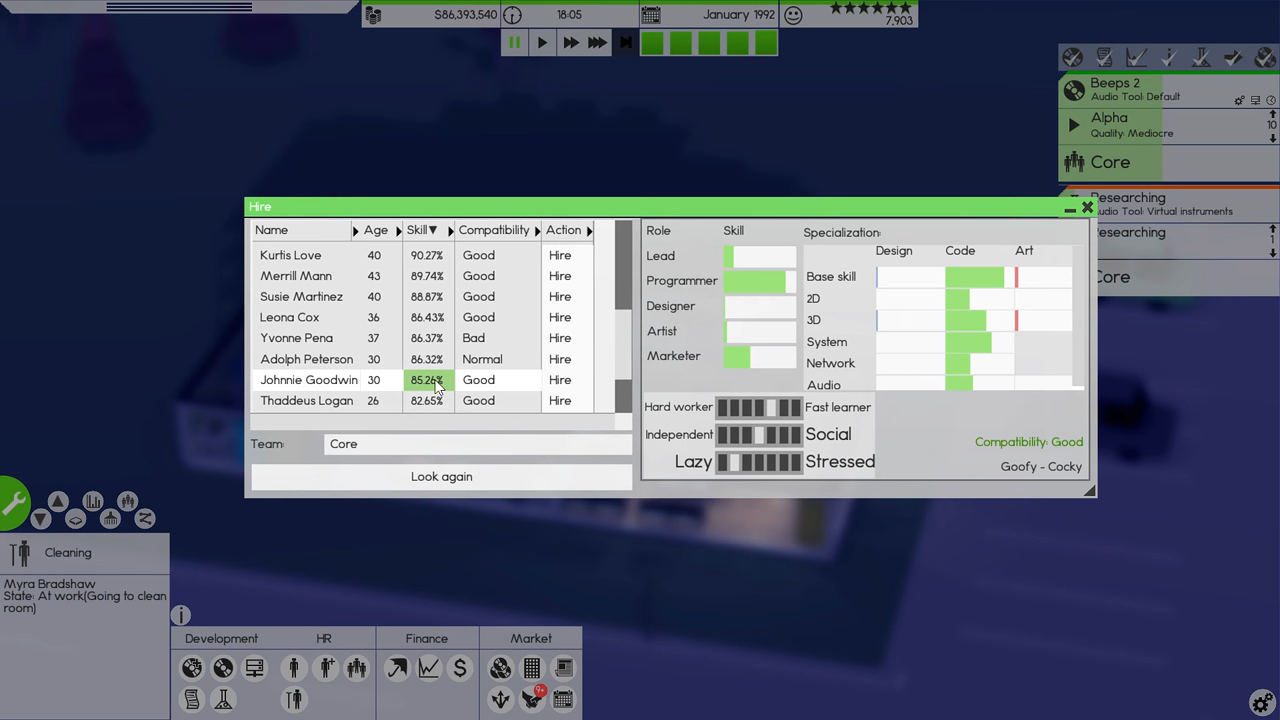 $86,393,540
18:05
January 1992
7,903
Beeps 2
Audio Tool: Default
Alpha
Quality: Mediocre
10
Core
Researching
Audio Tool: Virtual instruments
Researching
1
Core
Hire
Name Age Skill▼ Compatibility Action
Kurtis Love 40 90.27% Good Hire
Merrill Mann 43 89.74% Good Hire
Susie Martinez 40 88.87% Good Hire
Leona Cox 36 86.43% Good Hire
Yvonne Pena 37 86.37% Bad Hire
Adolph Peterson 30 86.32% Normal Hire
Johnnie Goodwin 30 85.26% Good Hire
Thaddeus Logan 26 82.65% Good Hire
Team: Core
Look again
Role Skill
Lead
Programmer
Designer
Artist
Marketer
Specialization:
Design Code Art
Base skill
2D
3D
System
Network
Audio
Hard worker Fast learner
Independent Social
Lazy Stressed
Compatibility: Good
Goofy - Cocky
Cleaning
Myra Bradshaw
State: At work(Going to clean
room)
Development HR Finance Market
9+